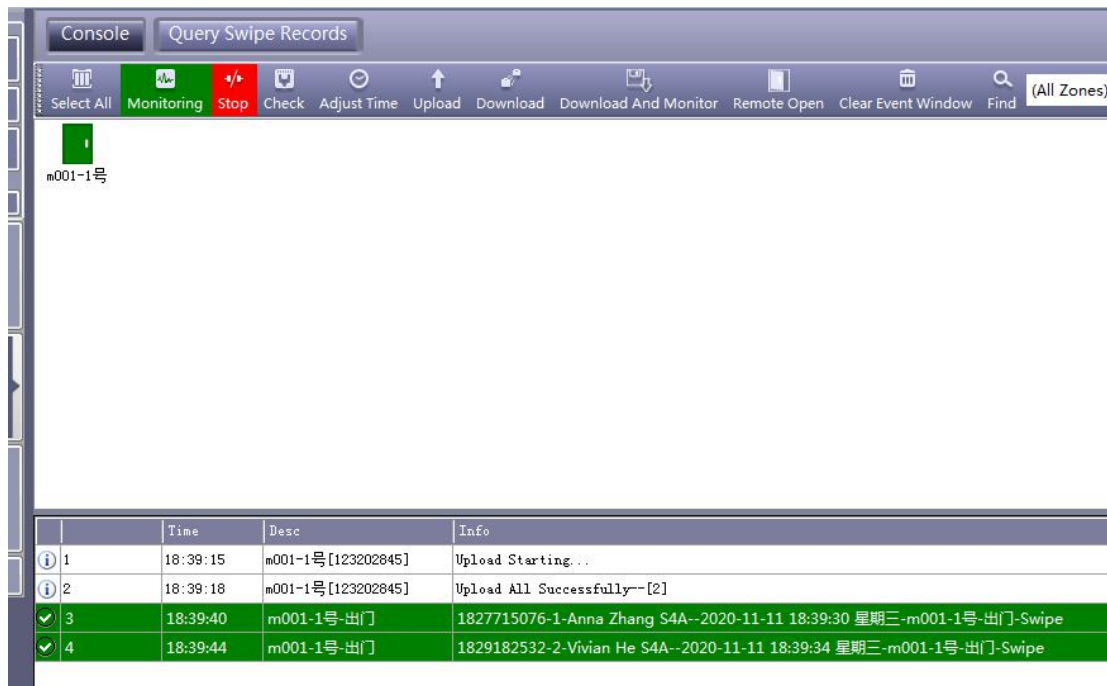 Console Query Swipe Records
Select All Monitoring Stop Check Adjust Time Upload Download Download And Monitor Remote Open Clear Event Window Find (All Zones)
m001-1号
Time Desc Info
1 18:39:15 m001-1号[123202845] Upload Starting...
2 18:39:18 m001-1号[123202845] Upload All Successfully--[2]
3 18:39:40 m001-1号-出门 1827715076-1-Anna Zhang S4A--2020-11-11 18:39:30 星期三-m001-1号-出门-Swipe
4 18:39:44 m001-1号-出门 1829182532-2-Vivian He S4A--2020-11-11 18:39:34 星期三-m001-1号-出门-Swipe